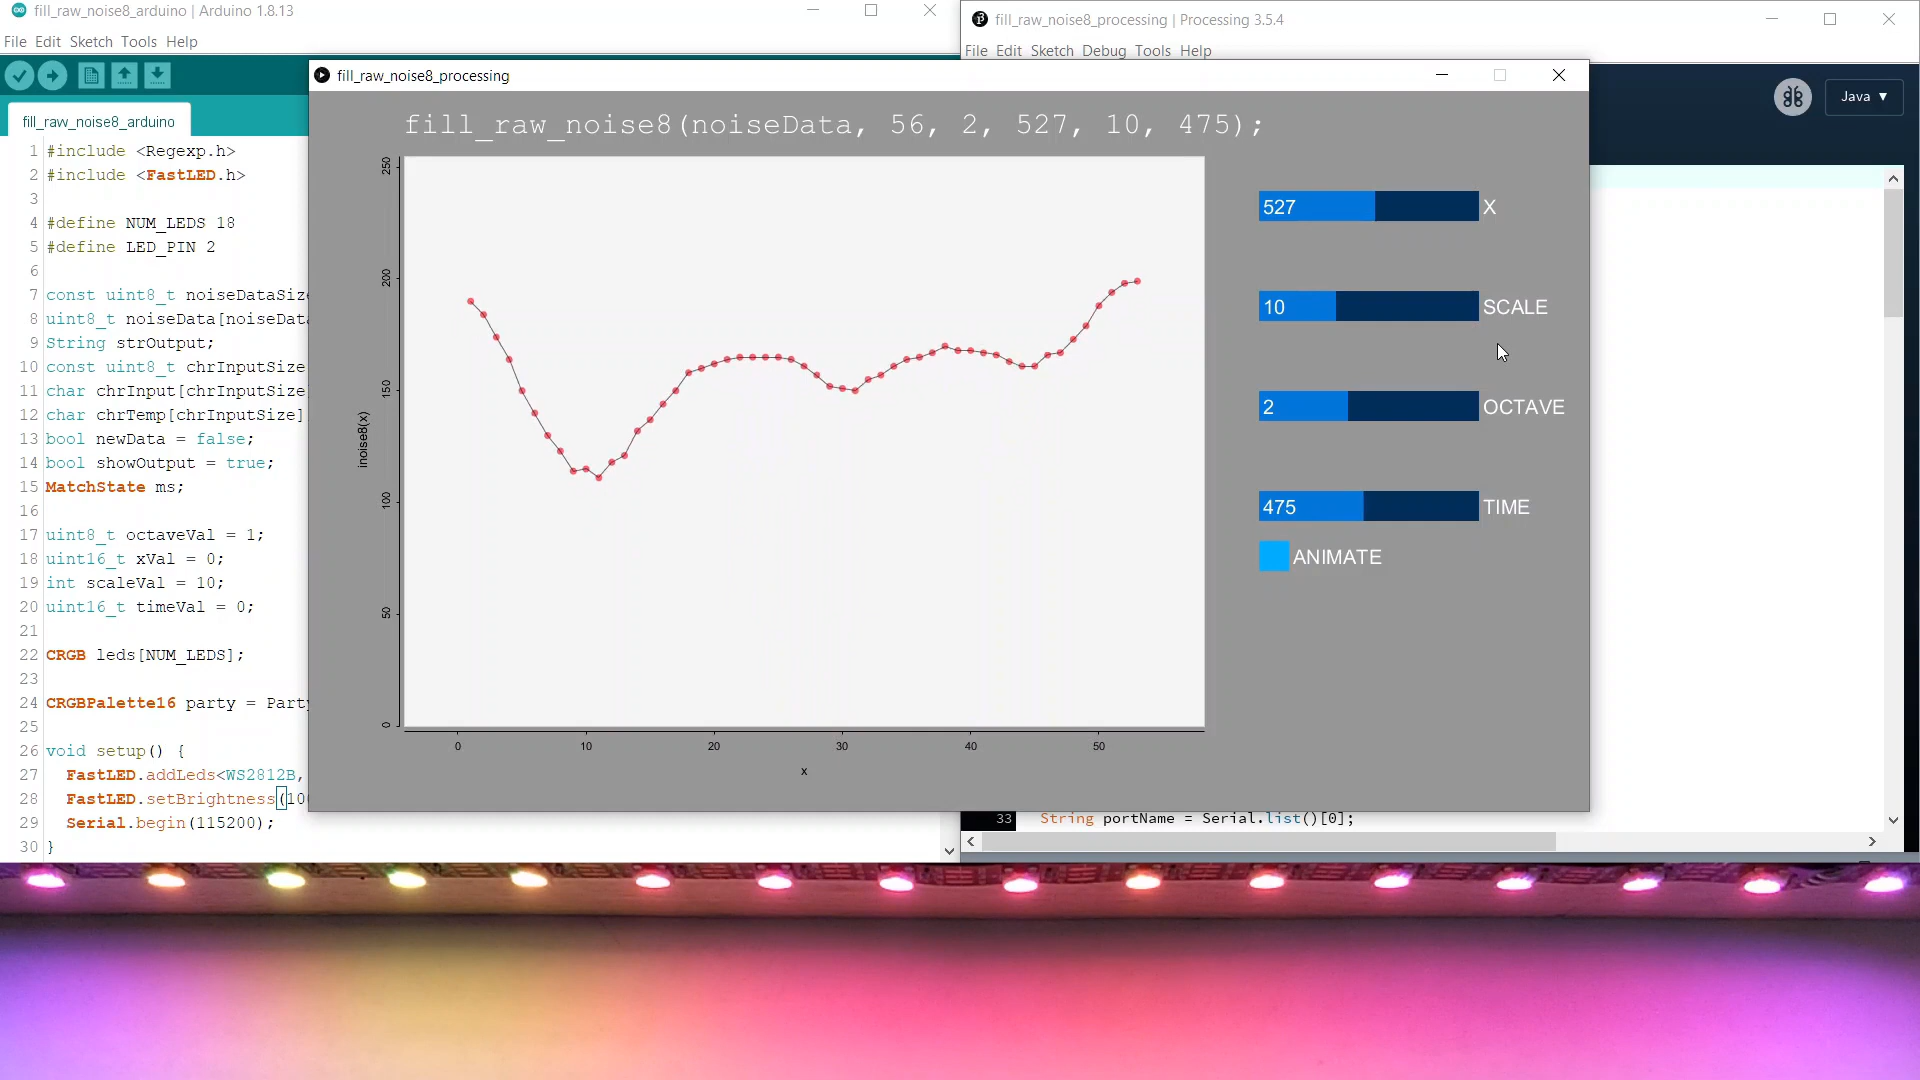 fill_raw_noise8_arduino | Arduino 1.8.13
File Edit Sketch Tools Help
fill_raw_noise8_arduino
1 #include <Regexp.h>
2 #include <FastLED.h>
3
4 #define NUM_LEDS 18
5 #define LED_PIN 2
6
7 const uint8_t noiseDataSize
8 uint8_t noiseData[noiseData
9 String strOutput;
10 const uint8_t chrInputSize
11 char chrInput[chrInputSize
12 char chrTemp[chrInputSize]
13 bool newData = false;
14 bool showOutput = true;
15 MatchState ms;
16
17 uint8_t octaveVal = 1;
18 uint16_t xVal = 0;
19 int scaleVal = 10;
20 uint16_t timeVal = 0;
21
22 CRGB leds[NUM_LEDS];
23
24 CRGBPalette16 party = Party
25
26 void setup() {
27 FastLED.addLeds<WS2812B,
28 FastLED.setBrightness(10
29 Serial.begin(115200);
30 }
fill_raw_noise8_processing | Processing 3.5.4
File Edit Sketch Debug Tools Help
Java ▼
33 String portName = Serial.list()[0];
fill_raw_noise8_processing
fill_raw_noise8(noiseData, 56, 2, 527, 10, 475);
250
200
150
100
50
0
inoise8(x)
0 10 20 30 40 50
x
527 X
10 SCALE
2 OCTAVE
475 TIME
ANIMATE